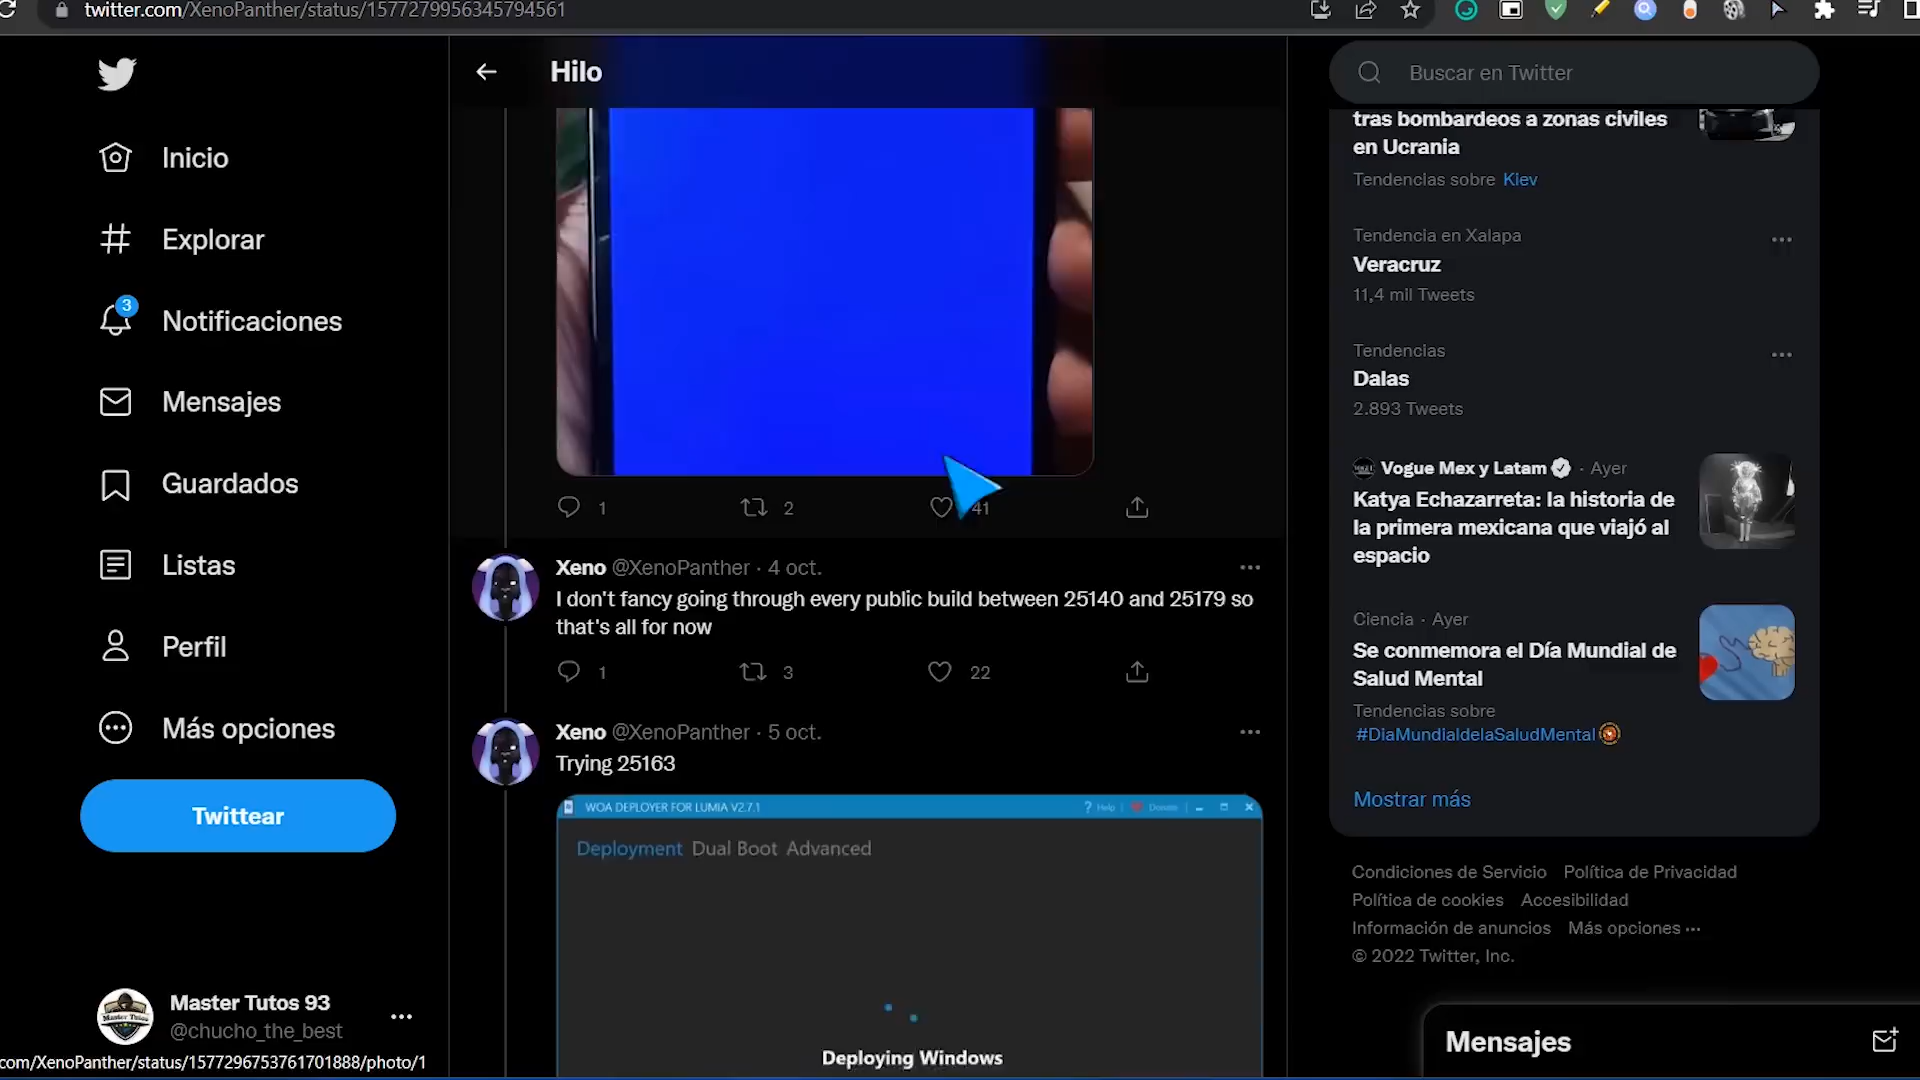 twitter.com/XenoPanther/status/1577279956345794561
Inicio
Explorar
3
Notificaciones
Mensajes
Guardados
Listas
Perfil
Más opciones
Twittear
Master Tutos 93
@chucho_the_best
com/XenoPanther/status/1577296753761701888/photo/1
Hilo
1 2 41
Xeno @XenoPanther · 4 oct.
I don't fancy going through every public build between 25140 and 25179 so
that's all for now
1 3 22
Xeno @XenoPanther · 5 oct.
Trying 25163
WOA DEPLOYER FOR LUMIA V2.7.1
? Help Donate
Deployment Dual Boot Advanced
Deploying Windows
Buscar en Twitter
tras bombardeos a zonas civiles
en Ucrania
Tendencias sobre Kiev
Tendencia en Xalapa
Veracruz
11,4 mil Tweets
Tendencias
Dalas
2.893 Tweets
Vogue Mex y Latam · Ayer
Katya Echazarreta: la historia de
la primera mexicana que viajó al
espacio
Ciencia · Ayer
Se conmemora el Día Mundial de
Salud Mental
Tendencias sobre
#DiaMundialdelaSaludMental
Mostrar más
Condiciones de Servicio Política de Privacidad
Política de cookies Accesibilidad
Información de anuncios Más opciones ···
© 2022 Twitter, Inc.
Mensajes